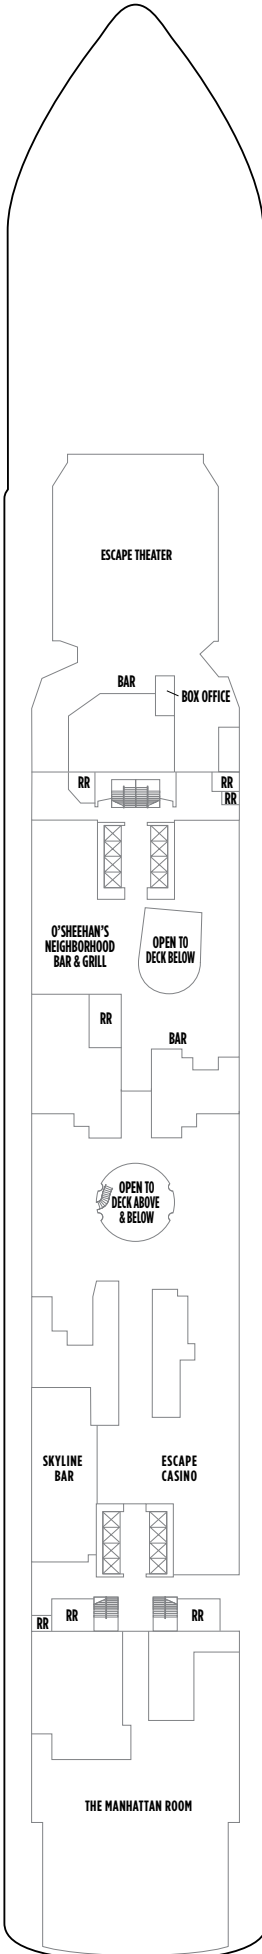 ESCAPE THEATER
BAR
BOX OFFICE
RR
RR
RR
O'SHEEHAN'S
NEIGHBORHOOD
BAR & GRILL
OPEN TO
DECK BELOW
RR
BAR
OPEN TO
DECK ABOVE
& BELOW
SKYLINE
BAR
ESCAPE
CASINO
RR
RR
RR
THE MANHATTAN ROOM